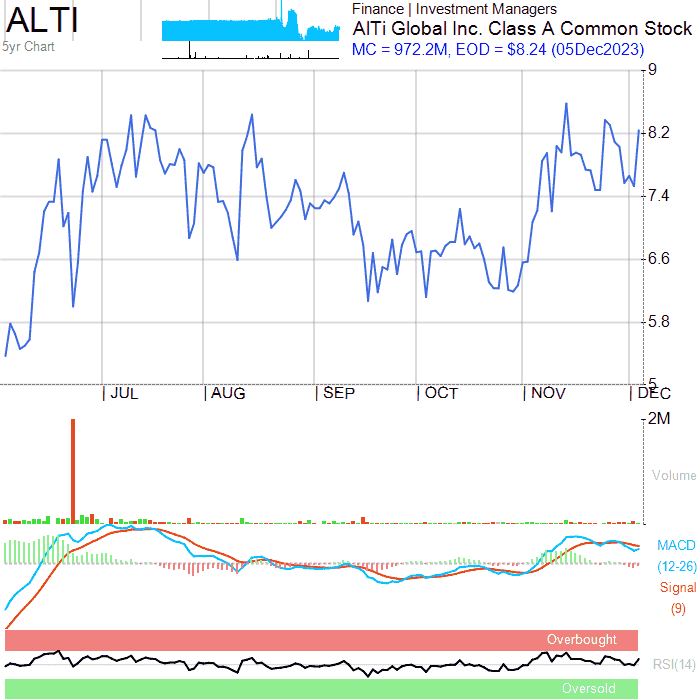 ALTI
5yr Chart
Finance | Investment Managers
AlTi Global Inc. Class A Common Stock
MC = 972.2M, EOD = $8.24 (05Dec2023)
9
8.2
7.4
6.6
5.8
5
| JUL | AUG | SEP | OCT | NOV | DEC
2M
Volume
MACD
(12-26)
Signal
(9)
Overbought
RSI(14)
Oversold